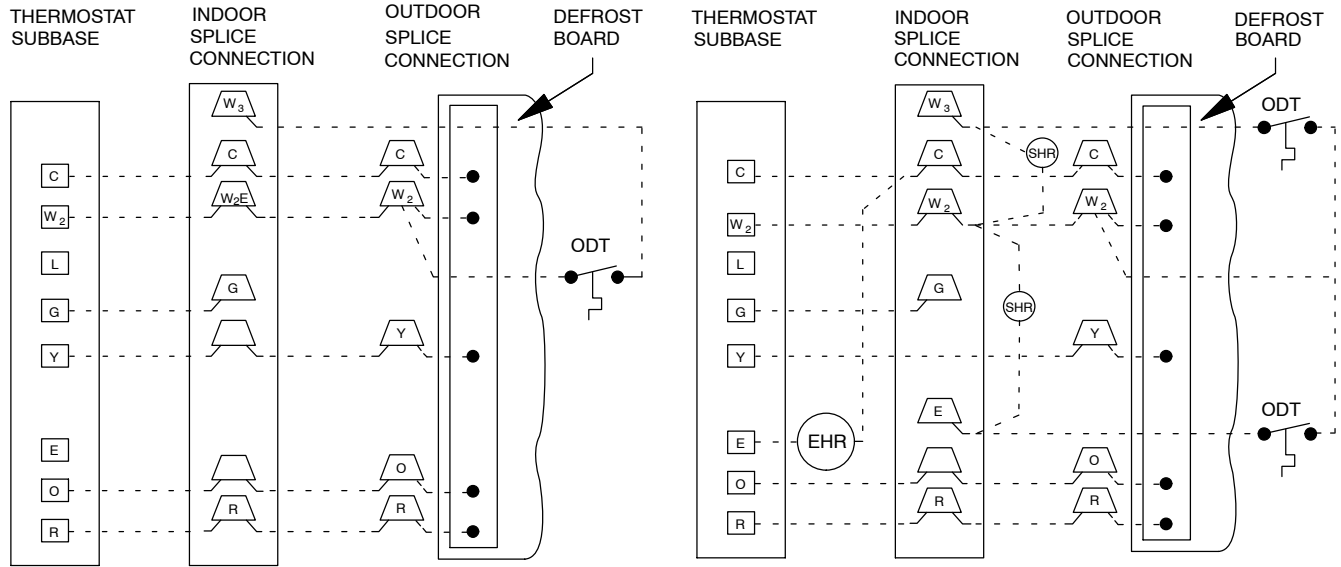 THERMOSTAT
SUBBASE
INDOOR
SPLICE
CONNECTION
OUTDOOR
SPLICE
CONNECTION
DEFROST
BOARD
W3
C
C
C
W2
W2E
W2
ODT
L
G
G
Y
Y
E
O
O
R
R
R
THERMOSTAT
SUBBASE
INDOOR
SPLICE
CONNECTION
OUTDOOR
SPLICE
CONNECTION
DEFROST
BOARD
W3
ODT
C
C
SHR
C
W2
W2
W2
L
G
G
SHR
Y
Y
E
EHR
E
ODT
O
O
R
R
R